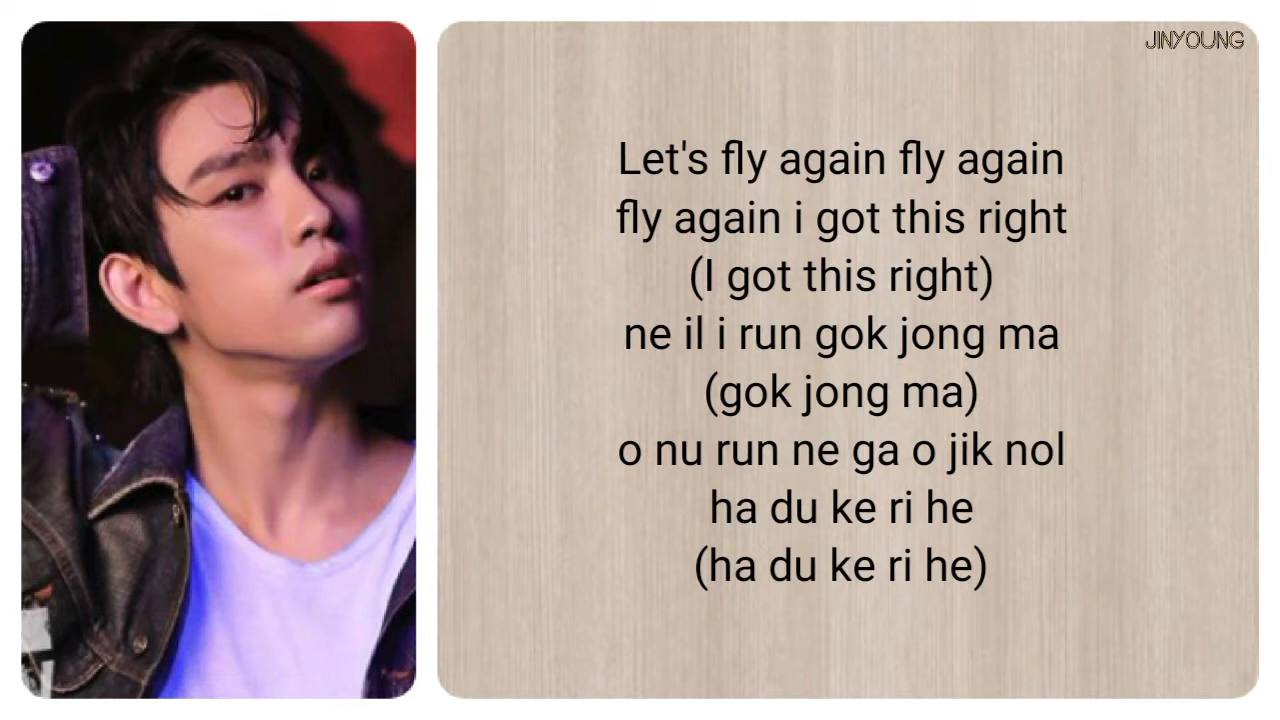 JINYOUNG
Let's fly again fly again
fly again i got this right
(I got this right)
ne il i run gok jong ma
(gok jong ma)
o nu run ne ga o jik nol
ha du ke ri he
(ha du ke ri he)